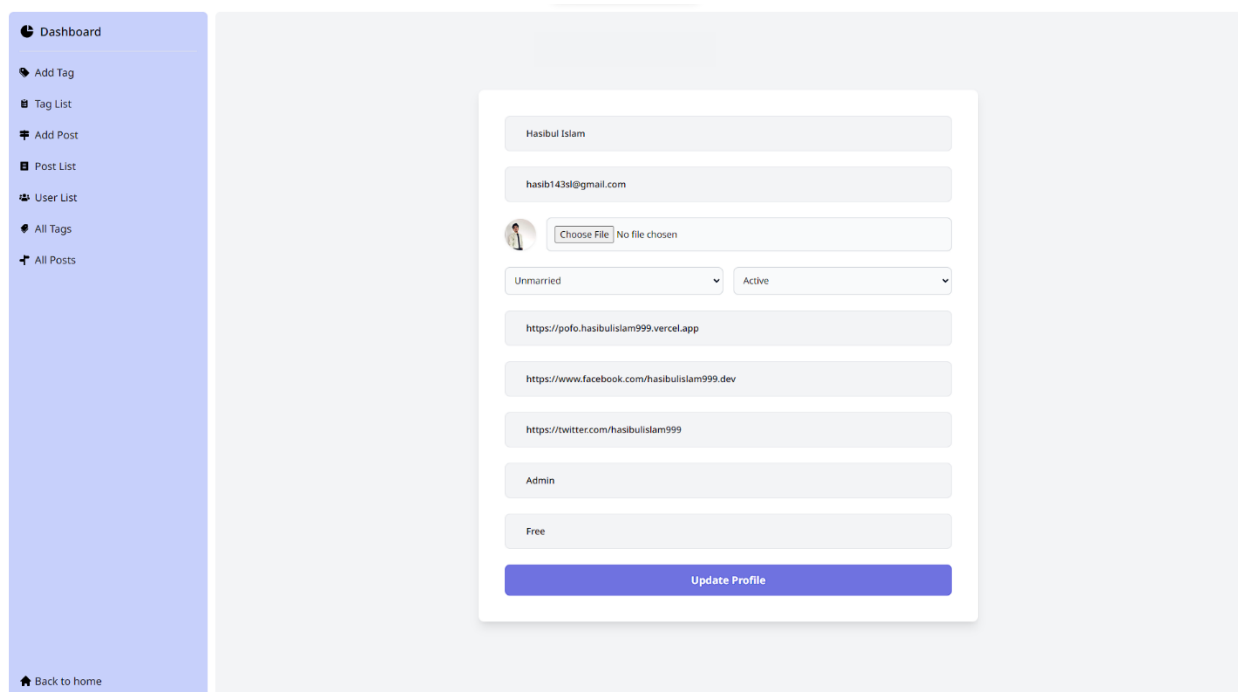 Dashboard
Add Tag
Tag List
Add Post
Post List
User List
All Tags
All Posts
Back to home
Hasibul Islam
hasib143sl@gmail.com
Choose File No file chosen
Unmarried Active
https://pofo.hasibulislam999.vercel.app
https://www.facebook.com/hasibulislam999.dev
https://twitter.com/hasibulislam999
Admin
Free
Update Profile